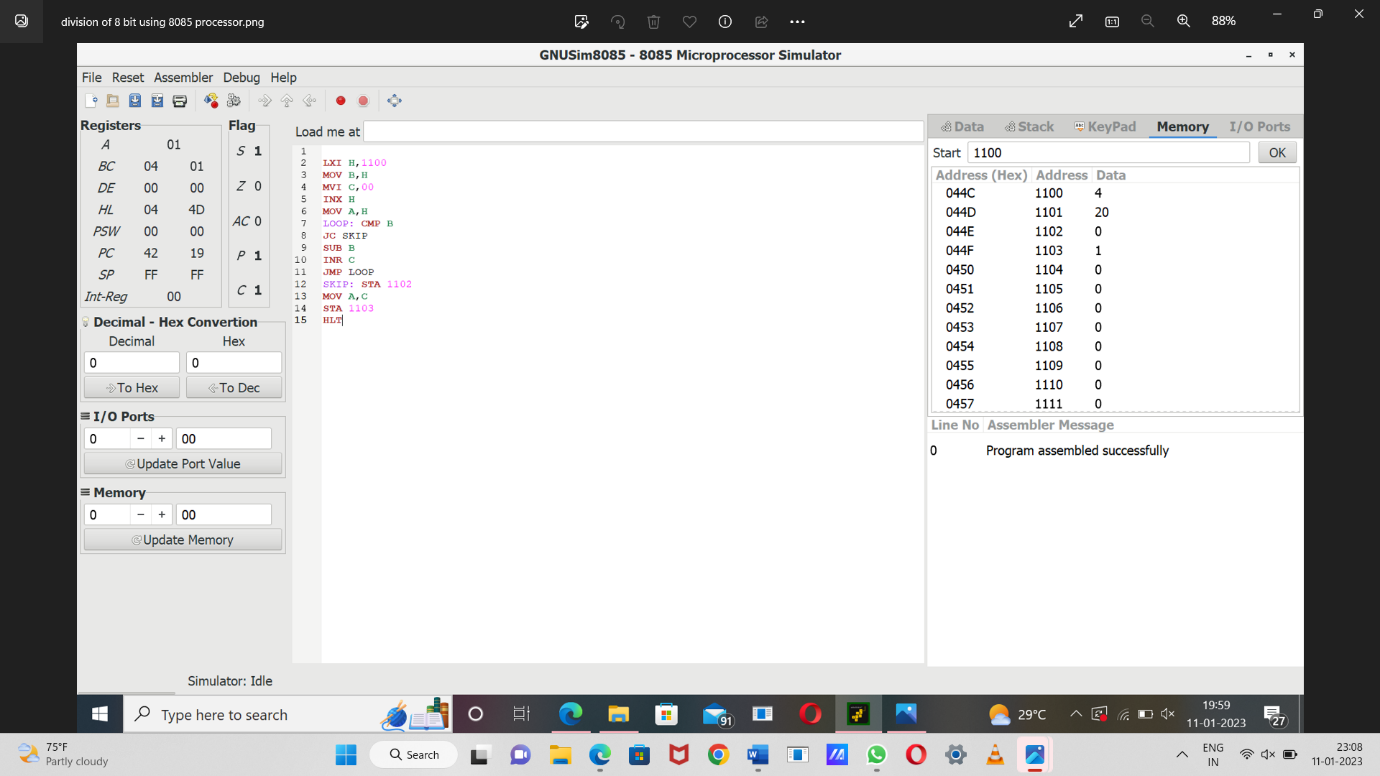 division of 8 bit using 8085 processor.png
88%
GNUSim8085 - 8085 Microprocessor Simulator
File Reset Assembler Debug Help
Registers
A 01
BC 04 01
DE 00 00
HL 04 4D
PSW 00 00
PC 42 19
SP FF FF
Int-Reg 00
Flag
S 1
Z 0
AC 0
P 1
C 1
Decimal - Hex Convertion
Decimal Hex
0 0
To Hex To Dec
I/O Ports
0 - + 00
Update Port Value
Memory
0 - + 00
Update Memory
Load me at
1
2 LXI H,1100
3 MOV B,H
4 MVI C,00
5 INX H
6 MOV A,H
7 LOOP: CMP B
8 JC SKIP
9 SUB B
10 INR C
11 JMP LOOP
12 SKIP: STA 1102
13 MOV A,C
14 STA 1103
15 HLT
Data Stack KeyPad Memory I/O Ports
Start 1100 OK
Address (Hex) Address Data
044C 1100 4
044D 1101 20
044E 1102 0
044F 1103 1
0450 1104 0
0451 1105 0
0452 1106 0
0453 1107 0
0454 1108 0
0455 1109 0
0456 1110 0
0457 1111 0
Line No Assembler Message
0 Program assembled successfully
Simulator: Idle
Type here to search
91
29°C
19:59
11-01-2023
27
75°F
Partly cloudy
Search
ENG
IN
23:08
11-01-2023